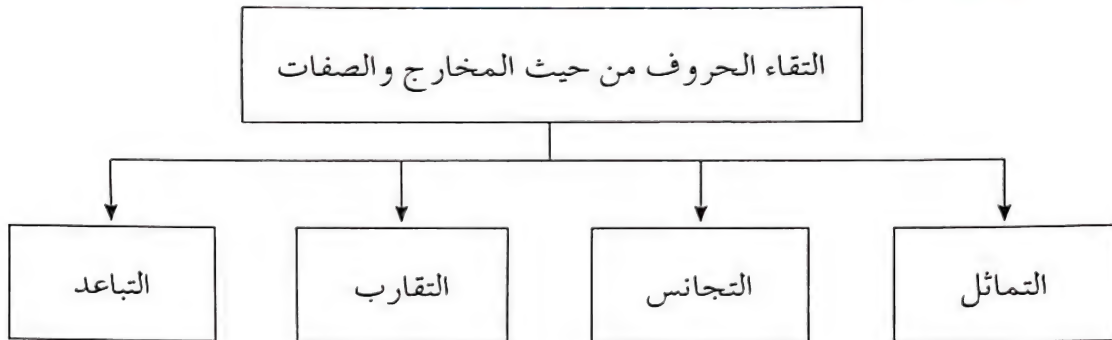 التقاء الحروف من حيث المخارج والصفات
التماثل
التجانس
التقارب
التباعد